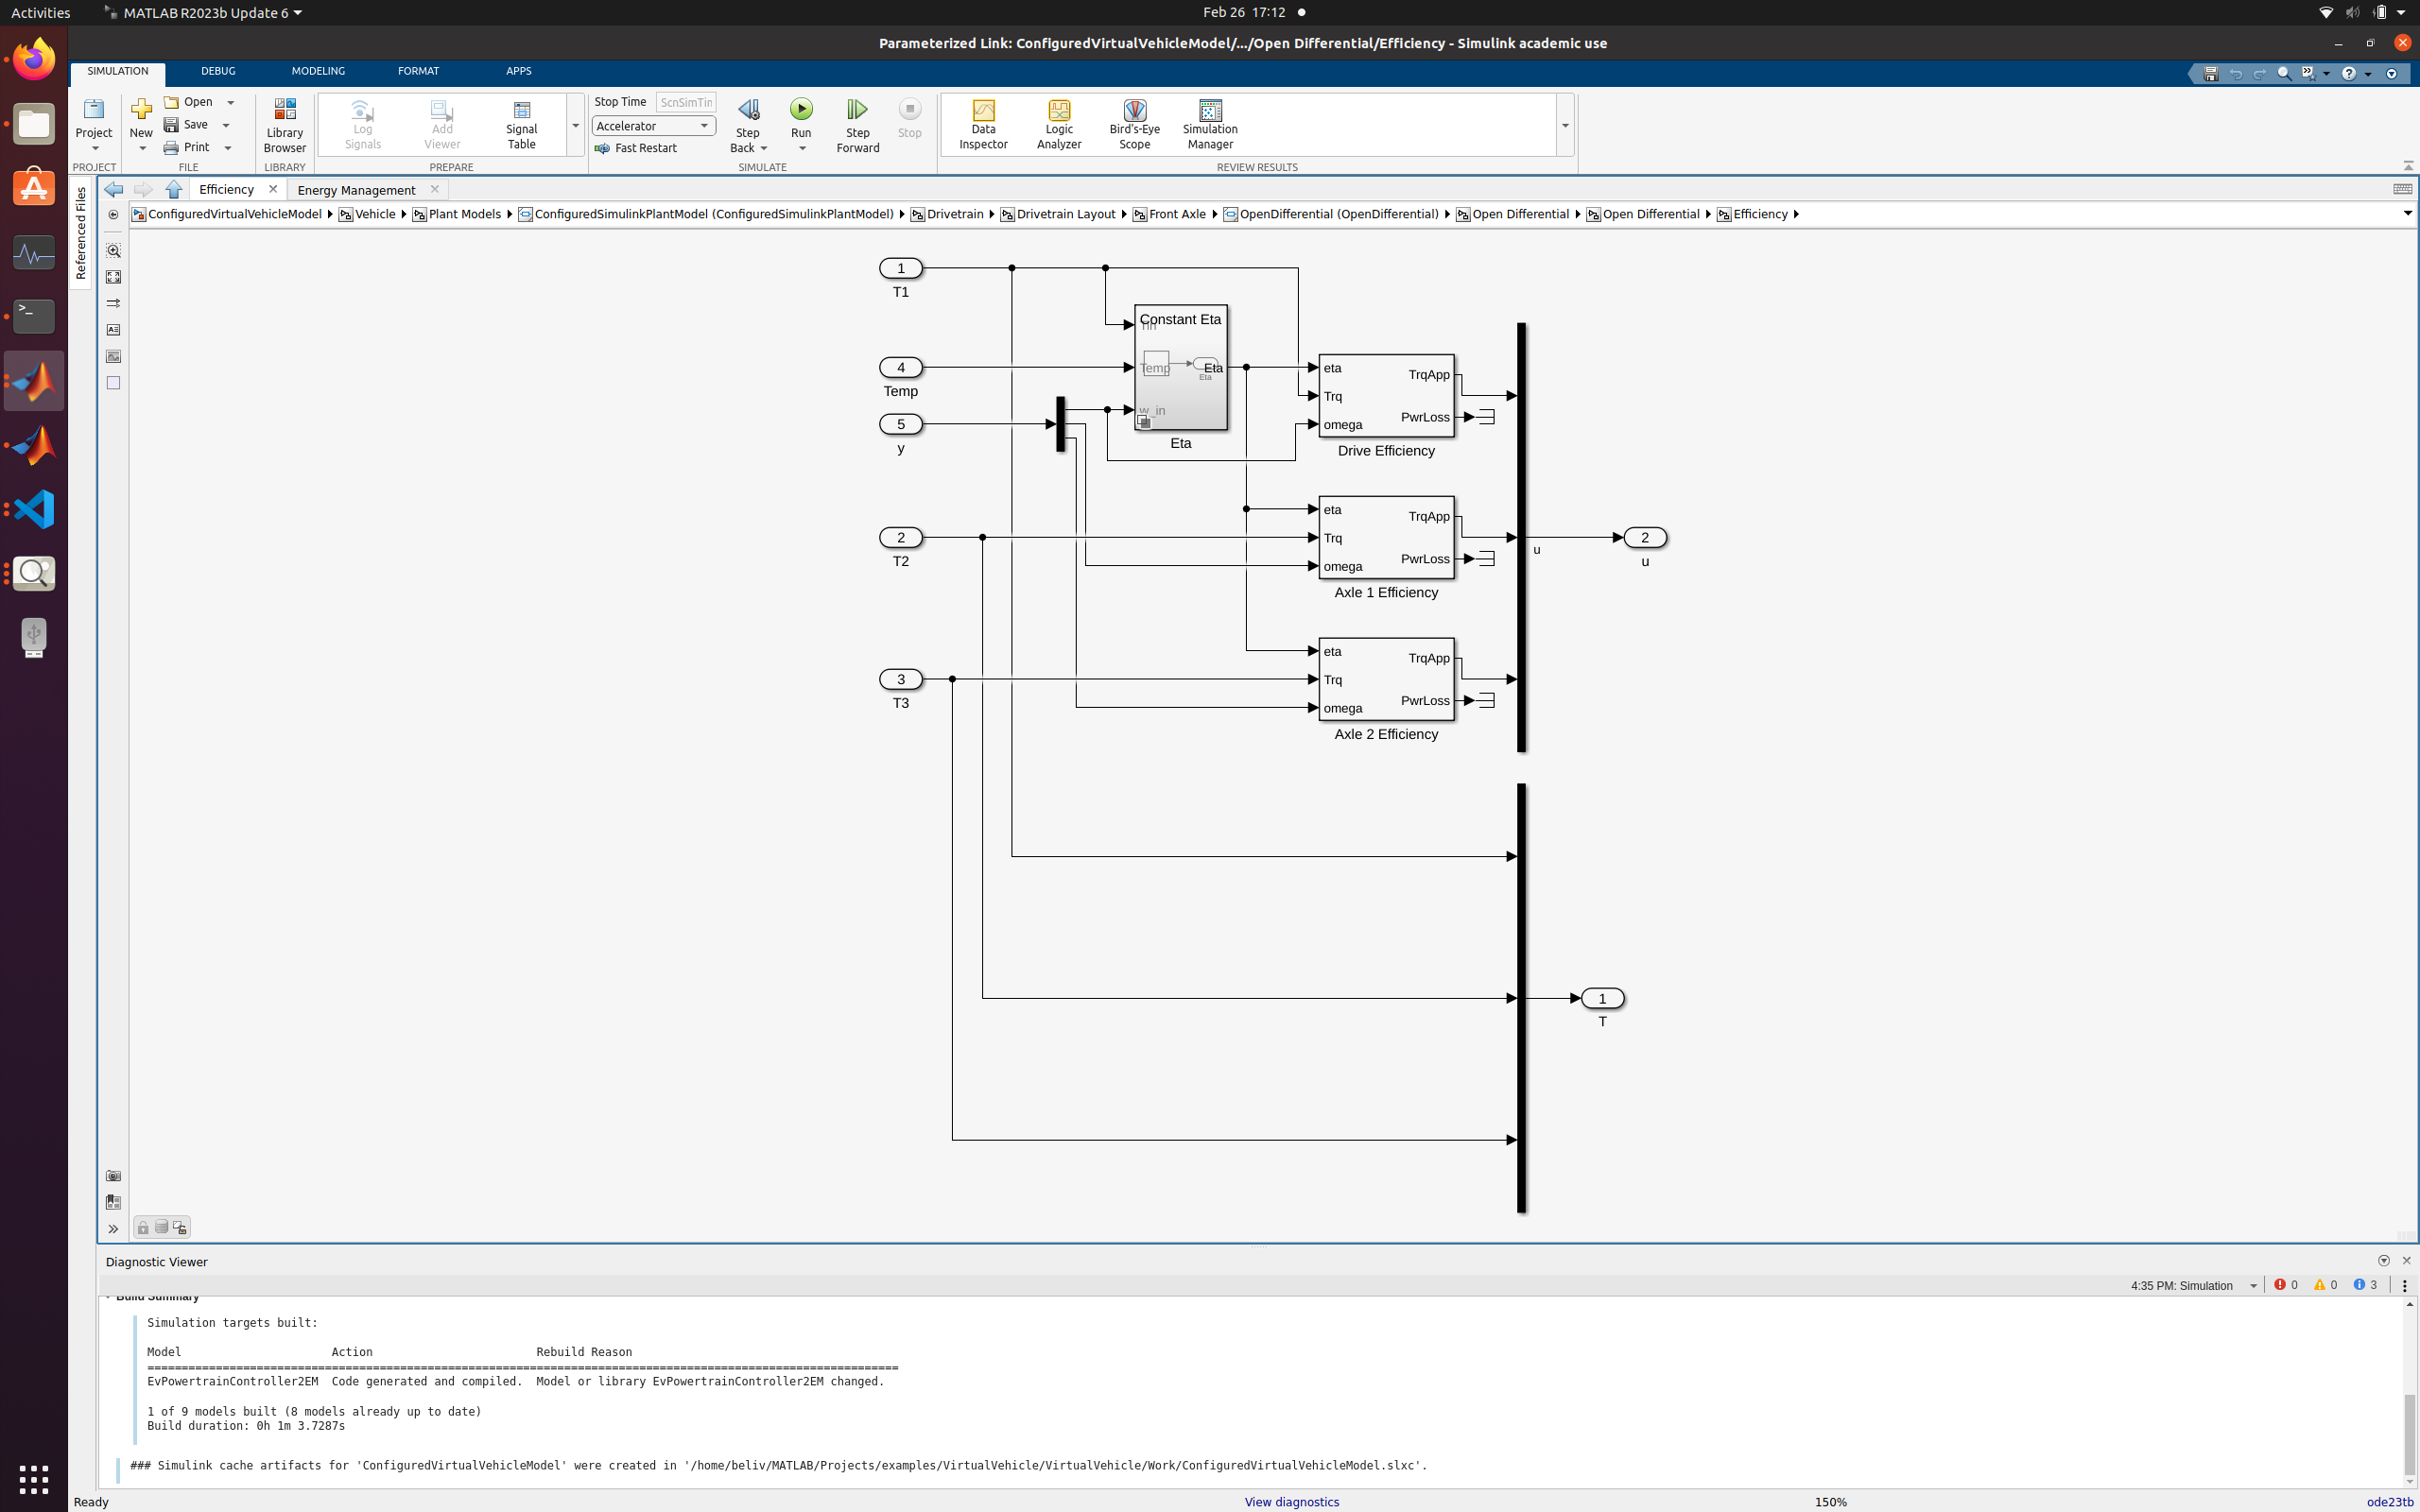 Activities
MATLAB R2023b Update 6
Feb 26 17:12
Parameterized Link: ConfiguredVirtualVehicleModel/.../Open Differential/Efficiency - Simulink academic use
SIMULATION DEBUG MODELING FORMAT APPS
Project
New
Open
Save
Print
Library Browser
Log Signals
Add Viewer
Signal Table
Stop Time ScnSimTin
Accelerator
Fast Restart
Step Back
Run
Step Forward
Stop
Data Inspector
Logic Analyzer
Bird's-Eye Scope
Simulation Manager
PROJECT FILE LIBRARY PREPARE SIMULATE REVIEW RESULTS
Referenced Files
Efficiency Energy Management
ConfiguredVirtualVehicleModel Vehicle Plant Models ConfiguredSimulinkPlantModel (ConfiguredSimulinkPlantModel) Drivetrain Drivetrain Layout Front Axle OpenDifferential (OpenDifferential) Open Differential Open Differential Efficiency
1
T1
4
Temp
5
y
2
T2
3
T3
Constant Eta
Temp
Eta
Eta
w_in
Eta
eta
Trq
omega
TrqApp
PwrLoss
Drive Efficiency
eta
Trq
omega
TrqApp
PwrLoss
Axle 1 Efficiency
eta
Trq
omega
TrqApp
PwrLoss
Axle 2 Efficiency
u
2
u
1
T
Diagnostic Viewer
4:35 PM: Simulation 0 0 3
Build Summary
Simulation targets built:
Model Action Rebuild Reason
==============================================================================================================
EvPowertrainController2EM Code generated and compiled. Model or library EvPowertrainController2EM changed.
1 of 9 models built (8 models already up to date)
Build duration: 0h 1m 3.7287s
### Simulink cache artifacts for 'ConfiguredVirtualVehicleModel' were created in '/home/beliv/MATLAB/Projects/examples/VirtualVehicle/VirtualVehicle/Work/ConfiguredVirtualVehicleModel.slxc'.
Ready
View diagnostics
150%
ode23tb